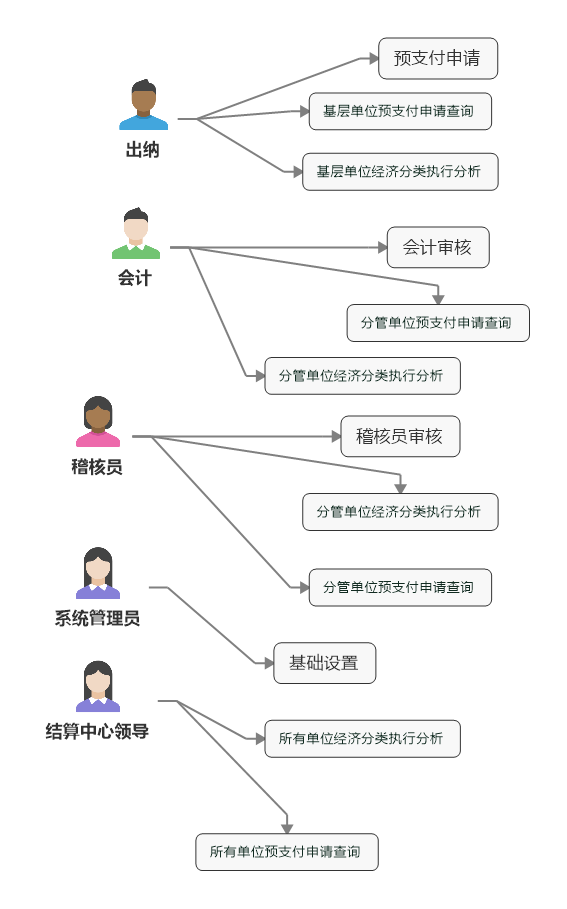 预支付申请
基层单位预支付申请查询
出纳
基层单位经济分类执行分析
会计审核
会计
分管单位预支付申请查询
分管单位经济分类执行分析
稽核员审核
稽核员
分管单位经济分类执行分析
分管单位预支付申请查询
系统管理员
基础设置
结算中心领导
所有单位经济分类执行分析
所有单位预支付申请查询